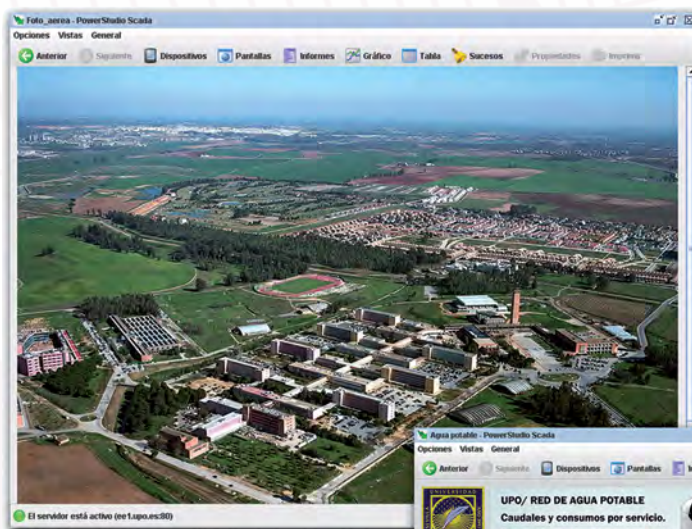 Foto_aerea - PowerStudio Scada
Opciones Vistas General
Anterior Siguiente Dispositivos Pantallas Informes Gráfico Tabla Sucesos Propiedades Imprimir
El servidor está activo (ee1.upo.es:80)
Agua potable - PowerStudio Scada
Opciones Vistas General
Anterior Siguiente Dispositivos Pantallas
UNIVERSIDAD
UPO/ RED DE AGUA POTABLE
Caudales y consumos por servicio.